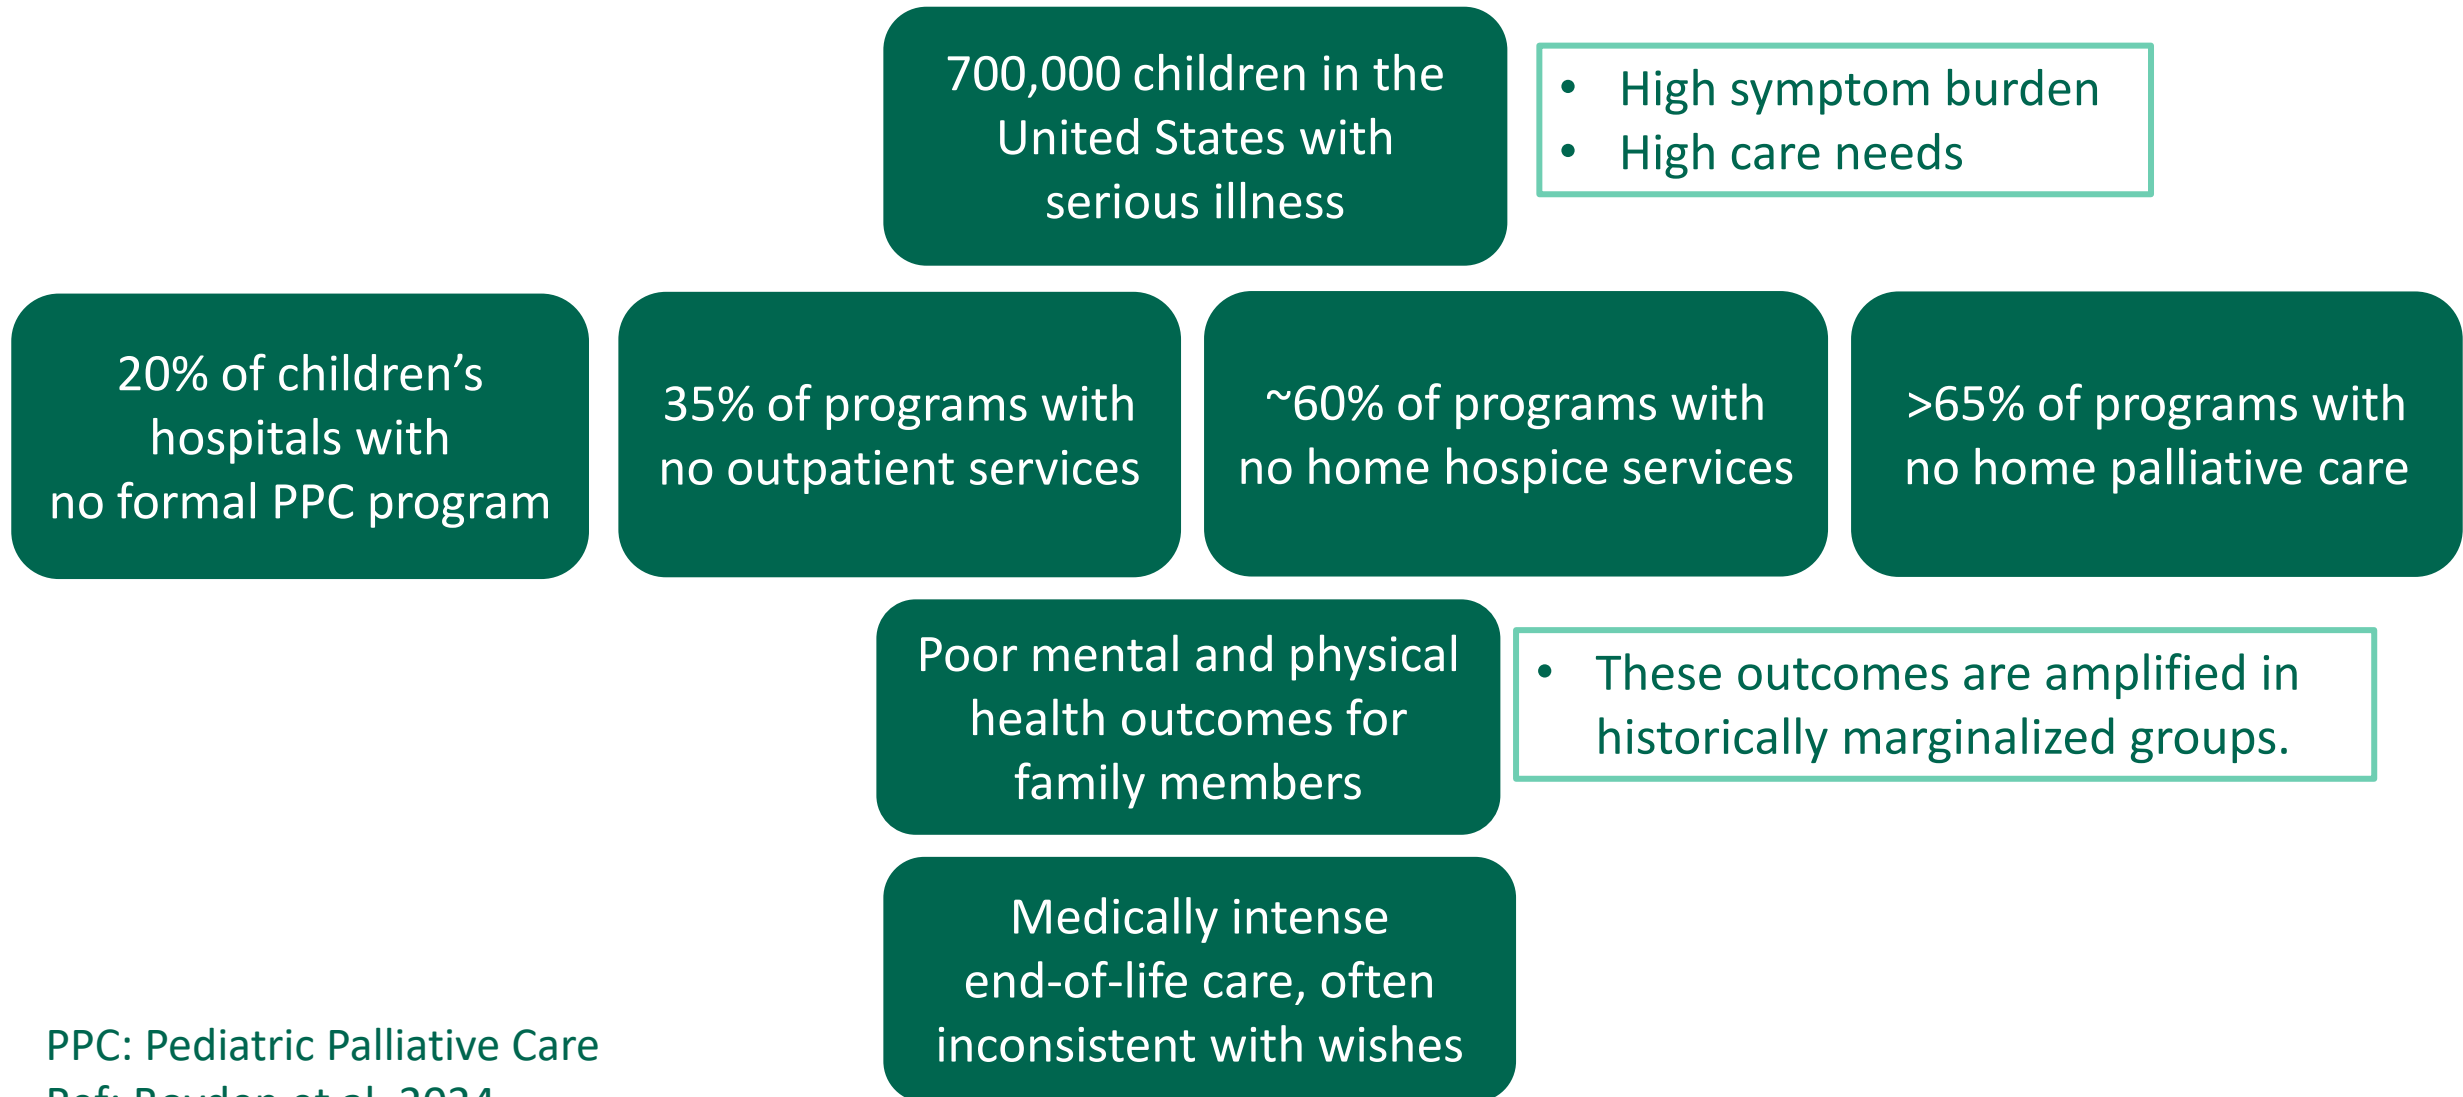 700,000 children in the
United States with
serious illness
• High symptom burden
• High care needs
20% of children’s
hospitals with
no formal PPC program
35% of programs with
no outpatient services
~60% of programs with
no home hospice services
>65% of programs with
no home palliative care
Poor mental and physical
health outcomes for
family members
• These outcomes are amplified in
historically marginalized groups.
Medically intense
end-of-life care, often
inconsistent with wishes
PPC: Pediatric Palliative Care